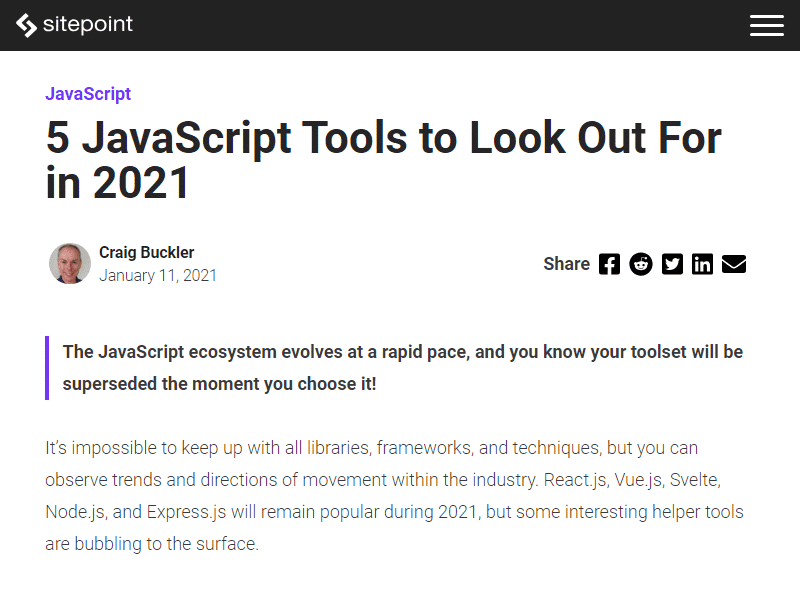 sitepoint
JavaScript
5 JavaScript Tools to Look Out For
in 2021
Craig Buckler
January 11, 2021
Share
The JavaScript ecosystem evolves at a rapid pace, and you know your toolset will be
superseded the moment you choose it!
It’s impossible to keep up with all libraries, frameworks, and techniques, but you can
observe trends and directions of movement within the industry. React.js, Vue.js, Svelte,
Node.js, and Express.js will remain popular during 2021, but some interesting helper tools
are bubbling to the surface.